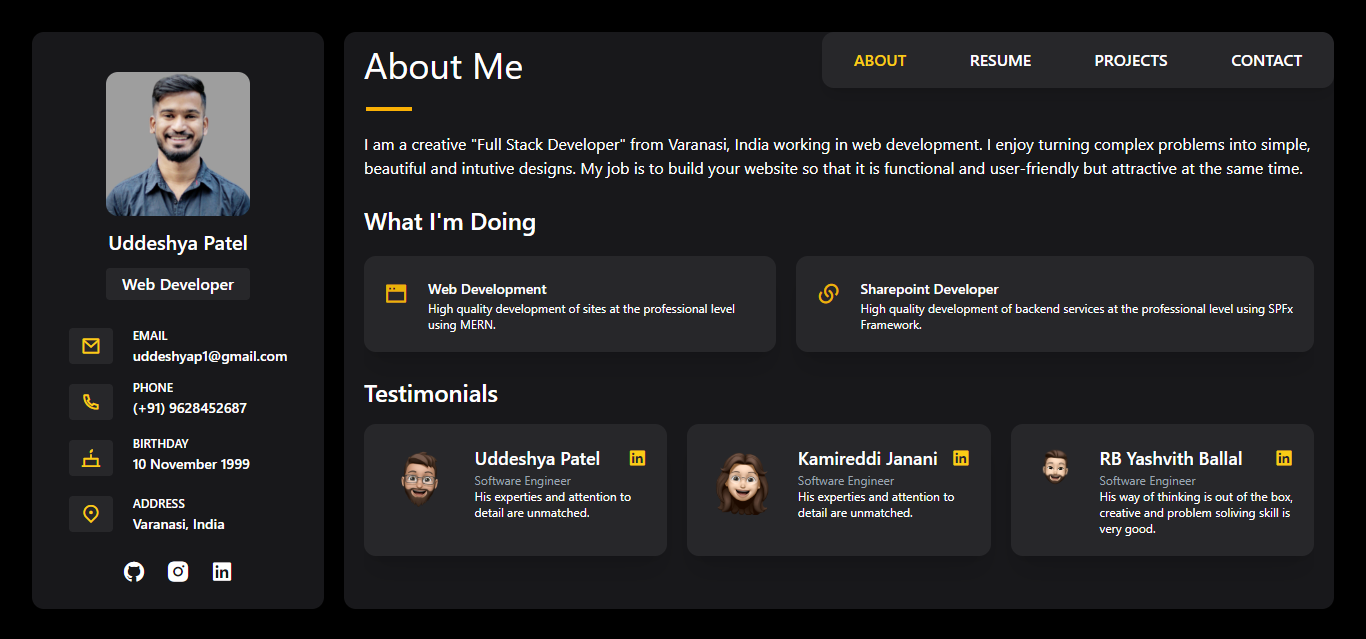 Uddeshya Patel
Web Developer
EMAIL
uddeshyap1@gmail.com
PHONE
(+91) 9628452687
BIRTHDAY
10 November 1999
ADDRESS
Varanasi, India
in
About Me
ABOUT RESUME PROJECTS CONTACT
I am a creative "Full Stack Developer" from Varanasi, India working in web development. I enjoy turning complex problems into simple,
beautiful and intutive designs. My job is to build your website so that it is functional and user-friendly but attractive at the same time.
What I'm Doing
Web Development
High quality development of sites at the professional level
using MERN.
Sharepoint Developer
High quality development of backend services at the professional level using SPFx
Framework.
Testimonials
Uddeshya Patel in
Software Engineer
His experties and attention to
detail are unmatched.
Kamireddi Janani in
Software Engineer
His experties and attention to
detail are unmatched.
RB Yashvith Ballal in
Software Engineer
His way of thinking is out of the box,
creative and problem soliving skill is
very good.